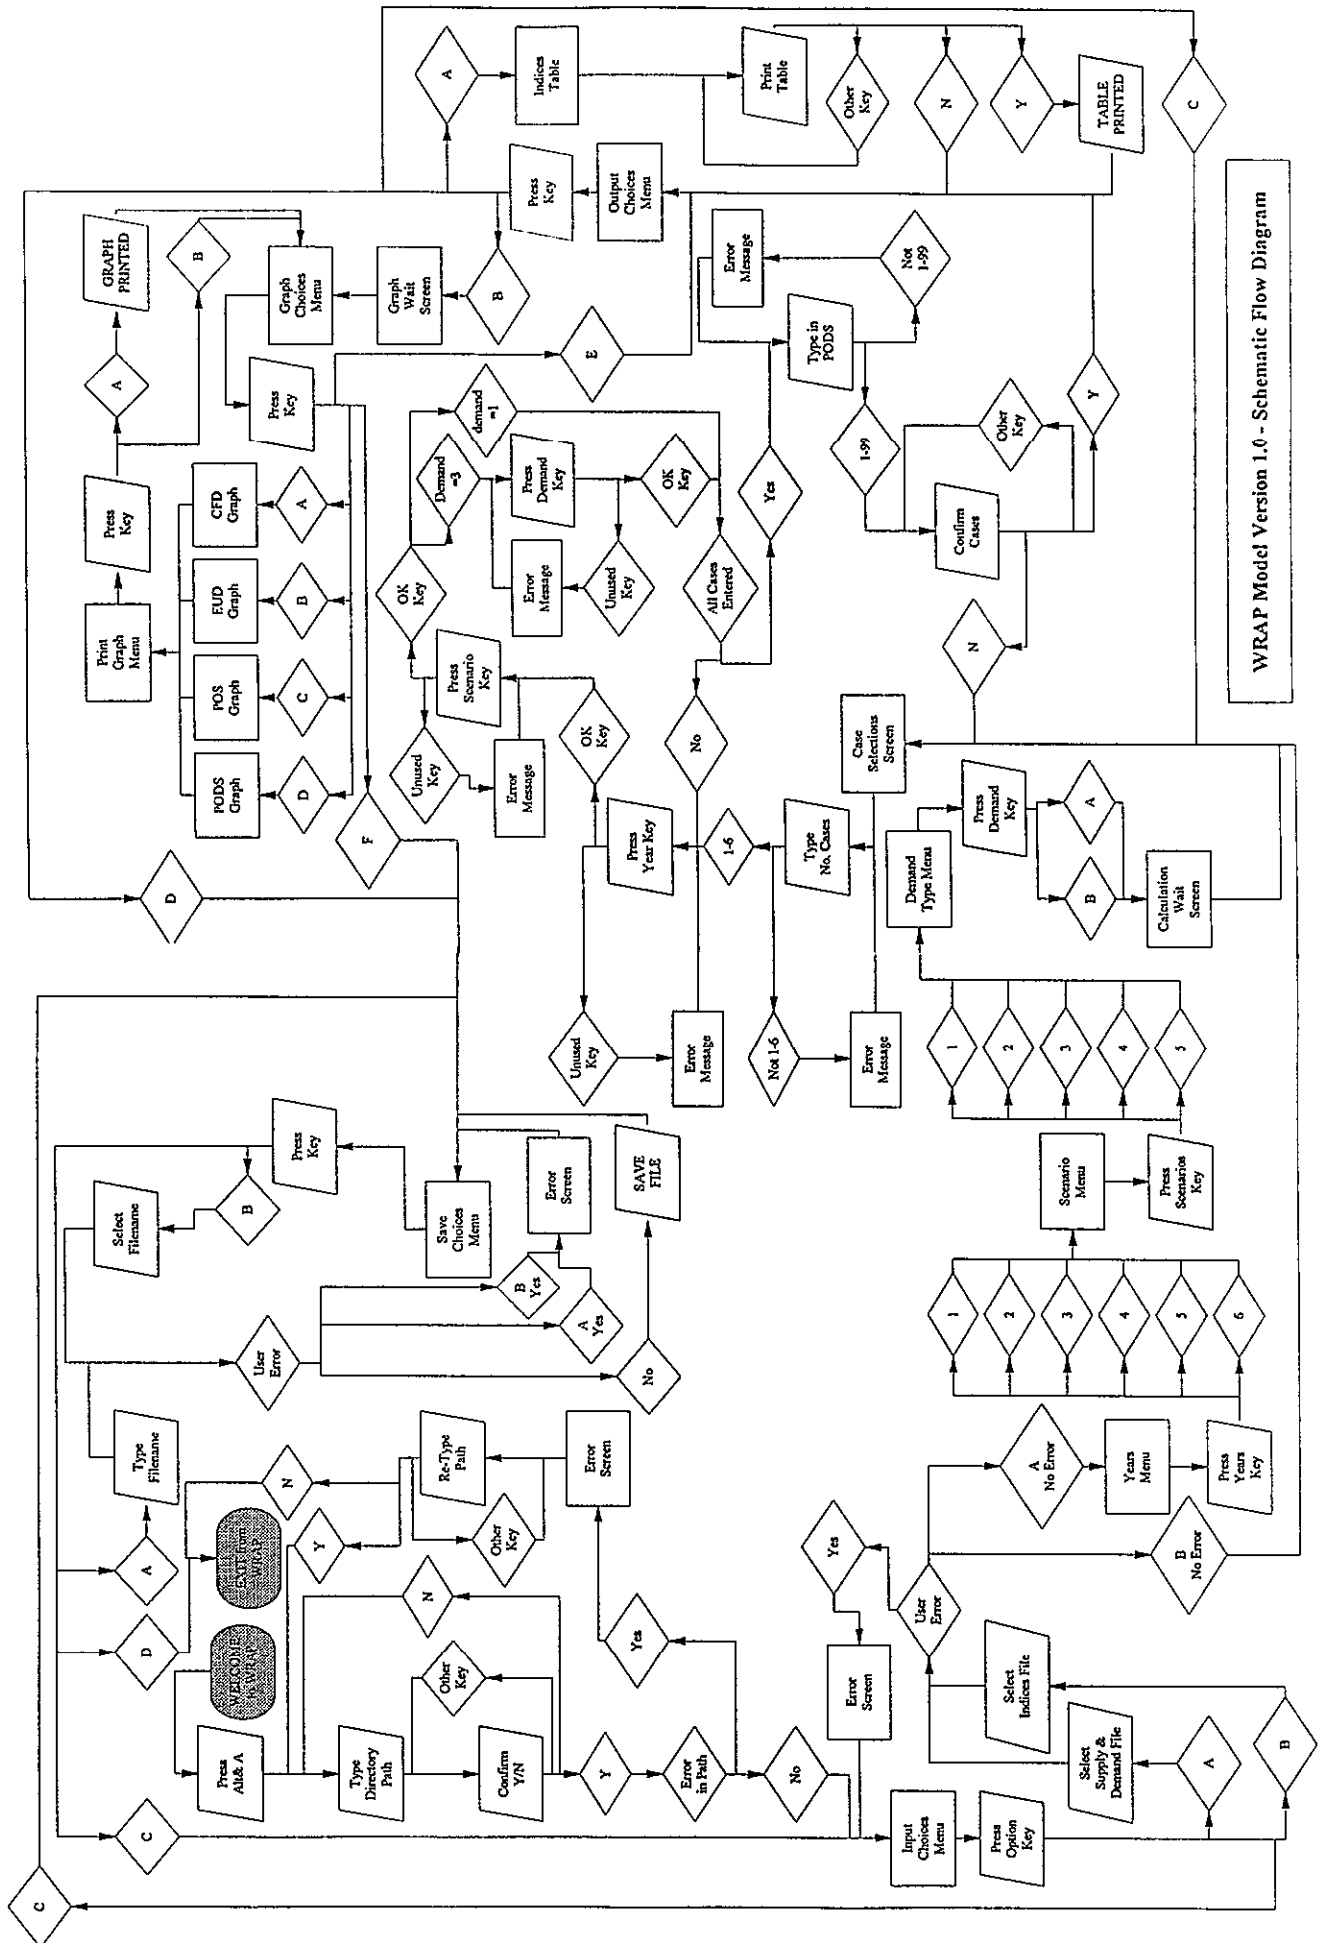 WELCOME
to WRAP
EXIT from
WRAP
Press
Alt& A
Type
Directory
Path
Confirm
Y/N
Other
Key
N
Y
Error
in Path
Yes
No
Error
Screen
Re-Type
Path
Other
Key
Y
N
C
D
A
Type
Filename
B
Select
Filename
Press
Key
Save
Choices
Menu
User
Error
B
Yes
A
Yes
No
Error
Screen
SAVE
FILE
C
Input
Choices
Menu
Press
Option
Key
A
B
Select
Supply &
Demand File
Select
Indices File
User
Error
Yes
Error
Screen
A
No Error
B
No Error
Years
Menu
Press
Years
Key
1
2
3
4
5
6
Scenario
Menu
Press
Scenarios
Key
1
2
3
4
5
Demand
Type Menu
Press
Demand
Key
A
B
Calculation
Wait
Screen
Case
Selections
Screen
Type
No. Cases
Not 1-6
Error
Message
1-6
Press
Year Key
Unused
Key
Error
Message
OK
Key
Press
Scenario
Key
Unused
Key
Error
Message
OK
Key
Demand
=3
demand
=1
Press
Demand
Key
Unused
Key
Error
Message
OK
Key
All Cases
Entered
No
Yes
Type in
PODS
Not
1-99
Error
Message
1-99
Confirm
Cases
Other
Key
N
Y
Output
Choices
Menu
Press
Key
A
Indices
Table
Print
Table
Other
Key
N
Y
TABLE
PRINTED
C
B
Graph
Wait
Screen
Graph
Choices
Menu
Press
Key
E
F
D
A
B
C
D
CFD
Graph
EUD
Graph
POS
Graph
PODS
Graph
Print
Graph
Menu
Press
Key
A
B
GRAPH
PRINTED
WRAP Model Version 1.0 - Schematic Flow Diagram